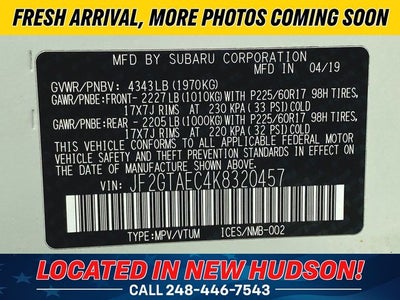 FRESH ARRIVAL, MORE PHOTOS COMING SOON
MFD BY SUBARU CORPORATION
MFD IN 04/19
GVWR/PNBV: 4343LB (1970KG)
GAWR/PNBE:FRONT- 2227LB (1010KG)WITH P225/60R17 98H TIRES,
17X7J RIMS AT 230 KPA (33 PSI)COLD
GAWR/PNBE:REAR - 2205LB (1000KG)WITH P225/60R17 98H TIRES,
17X7J RIMS AT 220 KPA (32 PSI)COLD
THIS VEHICLE CONFORMS TO ALL APPLICABLE
FEDERAL MOTOR VEHICLE SAFETY, BUMPER,
AND THEFT PREVENTION STANDARDS IN EFFECT
ON THE DATE OF MANUFACTURE SHOWN ABOVE.
VIN: JF2GTAEC4K8320457
TYPE:MPV/VTUM ICES/NMB-002
LOCATED IN NEW HUDSON!
CALL 248-446-7543